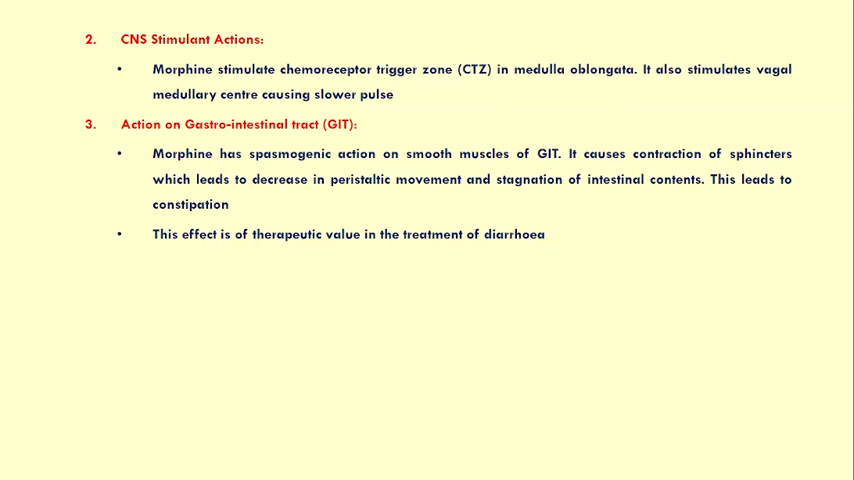 2. CNS Stimulant Actions:
• Morphine stimulate chemoreceptor trigger zone (CTZ) in medulla oblongata. It also stimulates vagal
medullary centre causing slower pulse
3. Action on Gastro-intestinal tract (GIT):
• Morphine has spasmogenic action on smooth muscles of GIT. It causes contraction of sphincters
which leads to decrease in peristaltic movement and stagnation of intestinal contents. This leads to
constipation
• This effect is of therapeutic value in the treatment of diarrhoea